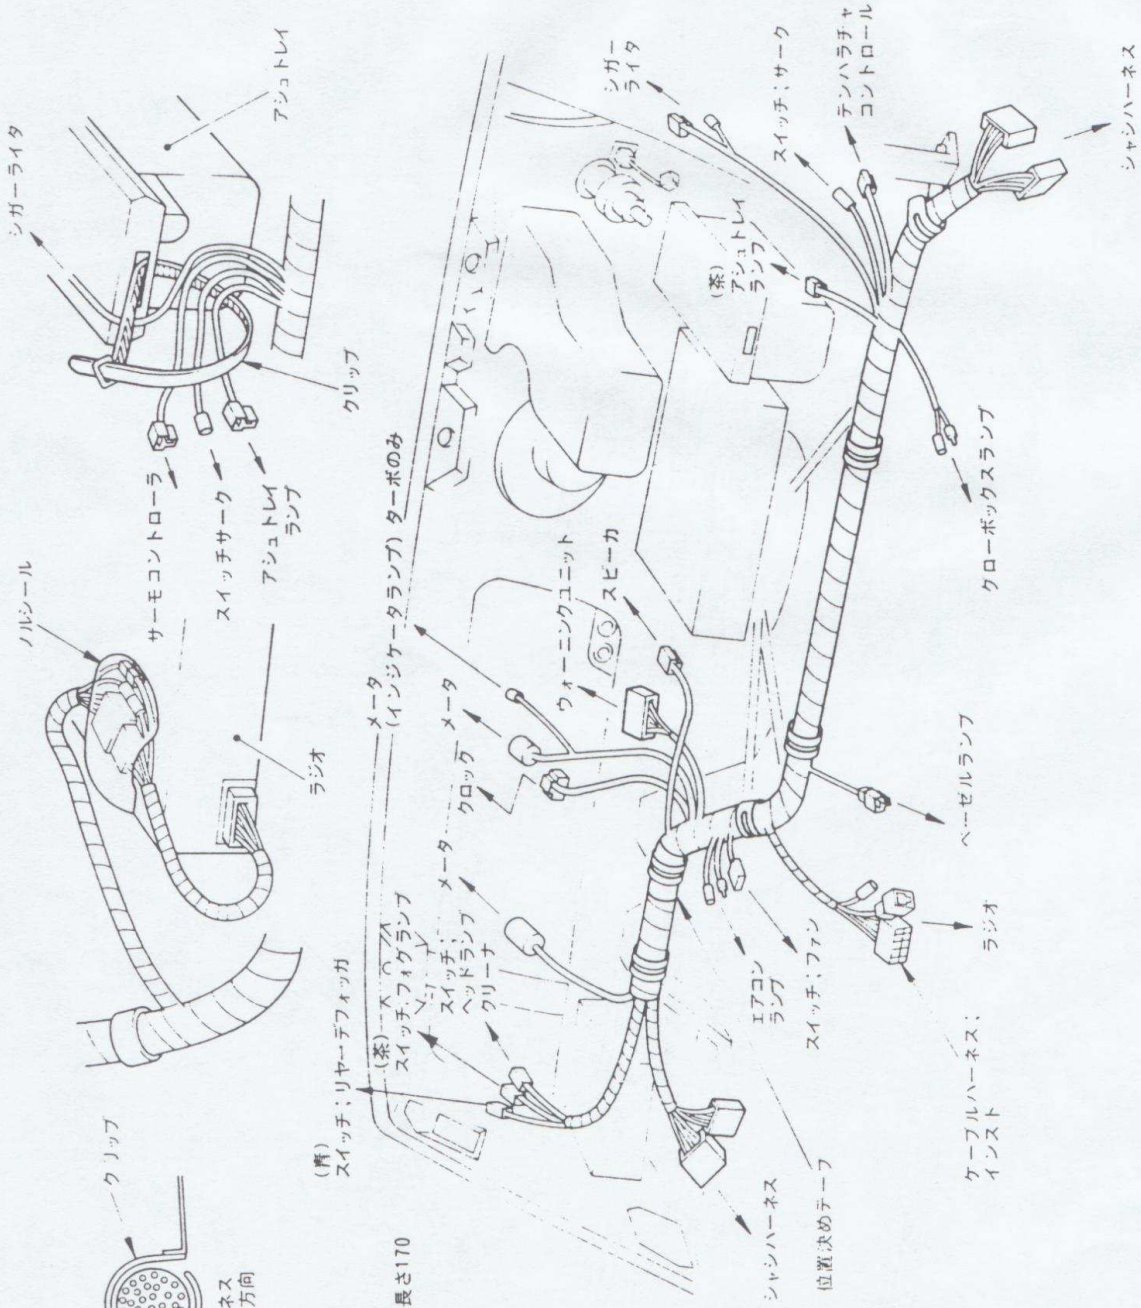 クリップ
ネス
方向
ノルシール
ラジオ
シガーライタ
アシュトレイ
クリップ
サーモコントローラ
スイッチサーク
アシュトレイ
ランプ
長さ170
(青)
スイッチ;リヤーデフォッガ
(茶)
スイッチ;フォグランプ
スイッチ;
ヘッドランプ
クリーナ
メータ
クロック
メータ
メータ
(インジケータランプ)ターボのみ
ウォーニングユニット
スピーカ
(茶)
アシュトレイ
ランプ
シガー
ライタ
スイッチ;サーク
テンパラチャ
コントロール
シャシハーネス
シャシハーネス
位置決めテープ
エアコン
ランプ
スイッチ;ファン
ケーブルハーネス;
インスト
ラジオ
ベーゼルランプ
クローボックスランプ